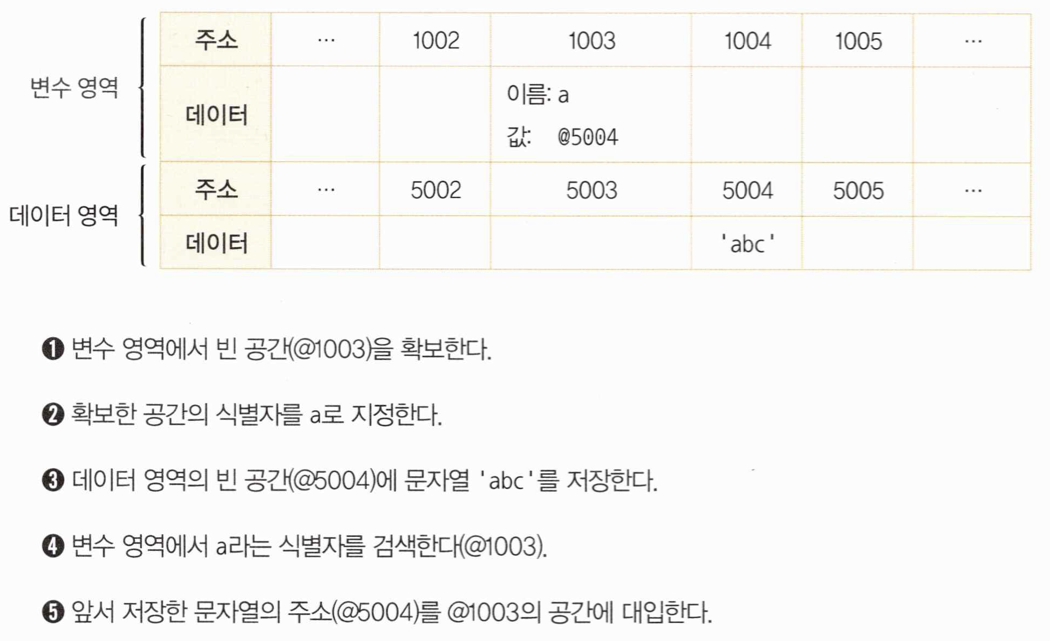 주소 … 1002 1003 1004 1005 …
변수 영역
데이터
이름: a
값: @5004
주소 … 5002 5003 5004 5005 …
데이터 영역
데이터 'abc'
❶ 변수 영역에서 빈 공간(@1003)을 확보한다.
❷ 확보한 공간의 식별자를 a로 지정한다.
❸ 데이터 영역의 빈 공간(@5004)에 문자열 'abc'를 저장한다.
❹ 변수 영역에서 a라는 식별자를 검색한다(@1003).
❺ 앞서 저장한 문자열의 주소(@5004)를 @1003의 공간에 대입한다.